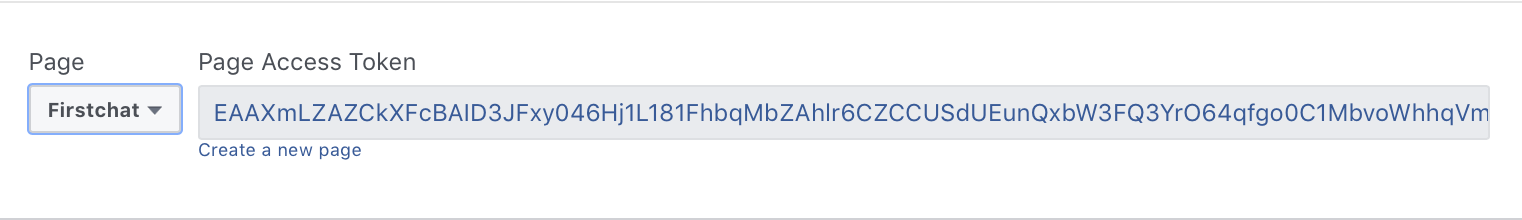 Page
Page Access Token
Firstchat
EAAXmLZAZCkXFcBAID3JFxy046Hj1L181FhbqMbZAhlr6CZCCUSdUEunQxbW3FQ3YrO64qfgo0C1MbvoWhhqVm
Create a new page